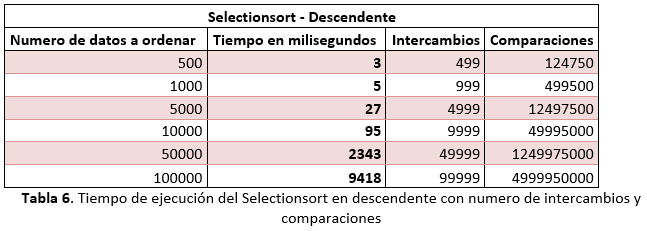 Selectionsort - Descendente
Numero de datos a ordenar Tiempo en milisegundos Intercambios Comparaciones
500 3 499 124750
1000 5 999 499500
5000 27 4999 12497500
10000 95 9999 49995000
50000 2343 49999 1249975000
100000 9418 99999 4999950000
Tabla 6. Tiempo de ejecución del Selectionsort en descendente con numero de intercambios y
comparaciones